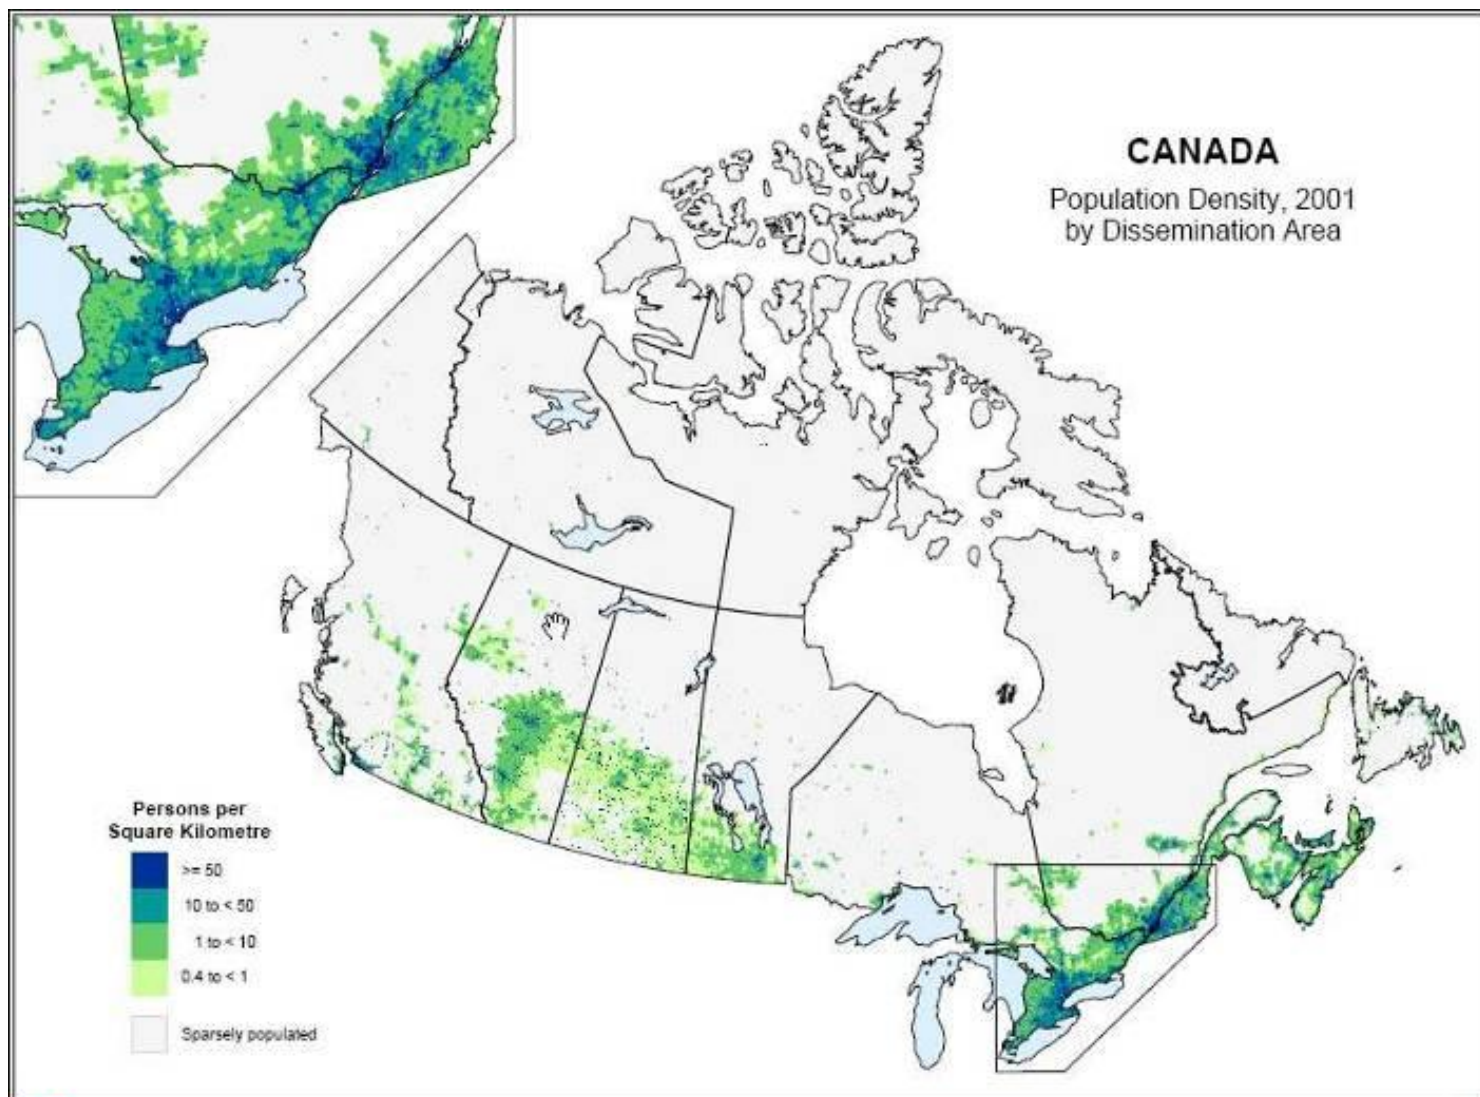 CANADA
Population Density, 2001
by Dissemination Area
Persons per
Square Kilometre
>= 50
10 to < 50
1 to < 10
0.4 to < 1
Sparsely populated